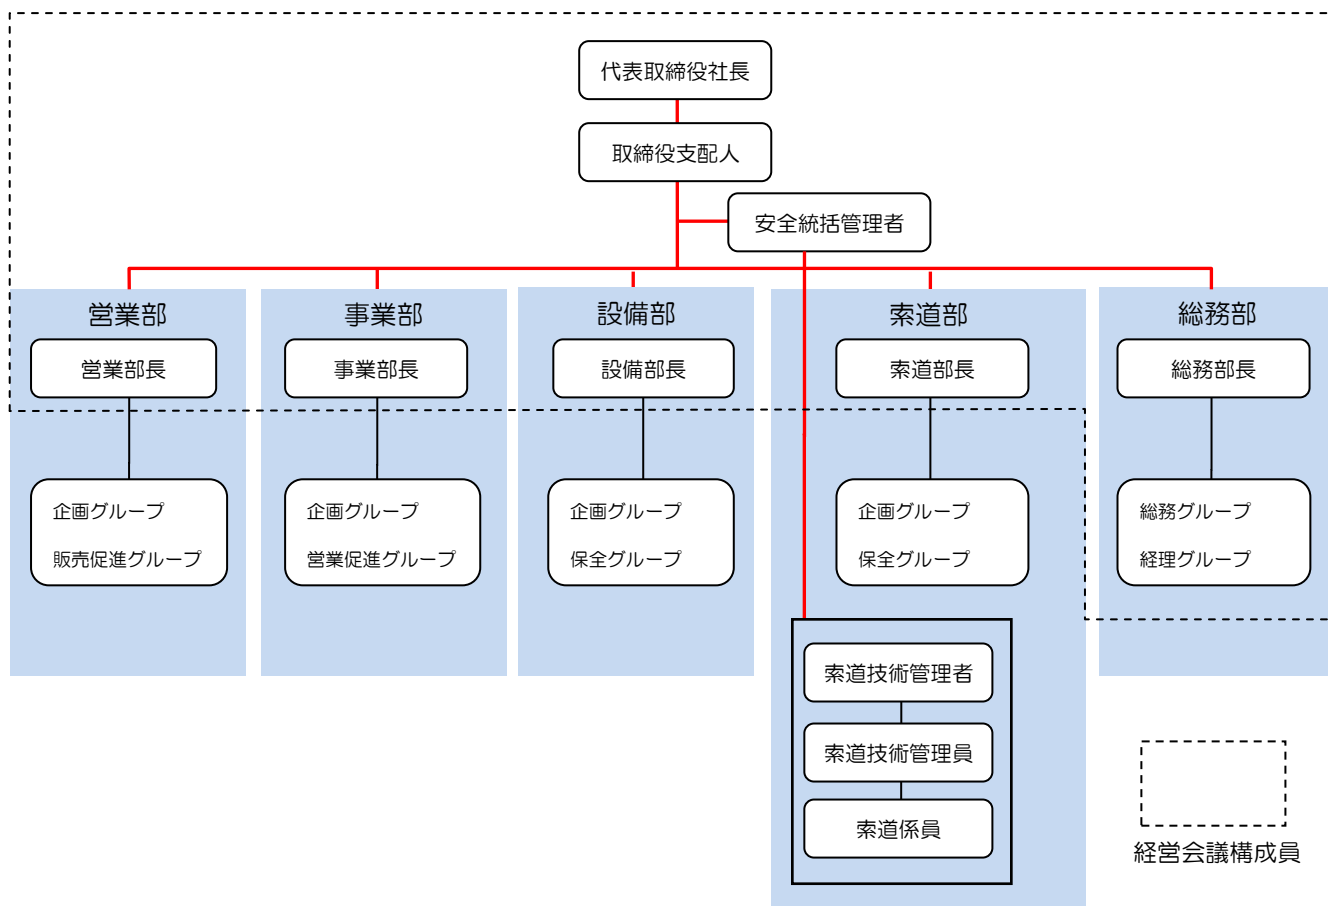 代表取締役社長
取締役支配人
安全統括管理者
営業部
事業部
設備部
索道部
総務部
営業部長
事業部長
設備部長
索道部長
総務部長
企画グループ
販売促進グループ
企画グループ
営業促進グループ
企画グループ
保全グループ
企画グループ
保全グループ
総務グループ
経理グループ
索道技術管理者
索道技術管理員
索道係員
経営会議構成員